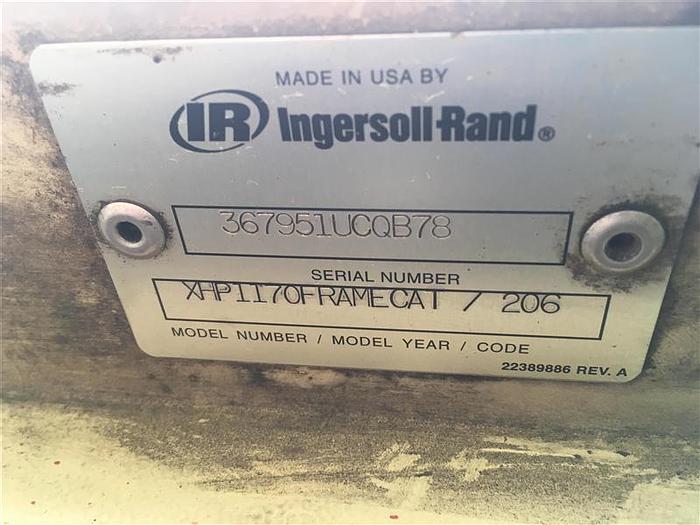 MADE IN USA BY
IR Ingersoll-Rand®
367951UCQB78
SERIAL NUMBER
XHP1170FRAMECAT / 206
MODEL NUMBER / MODEL YEAR / CODE
22389886 REV. A